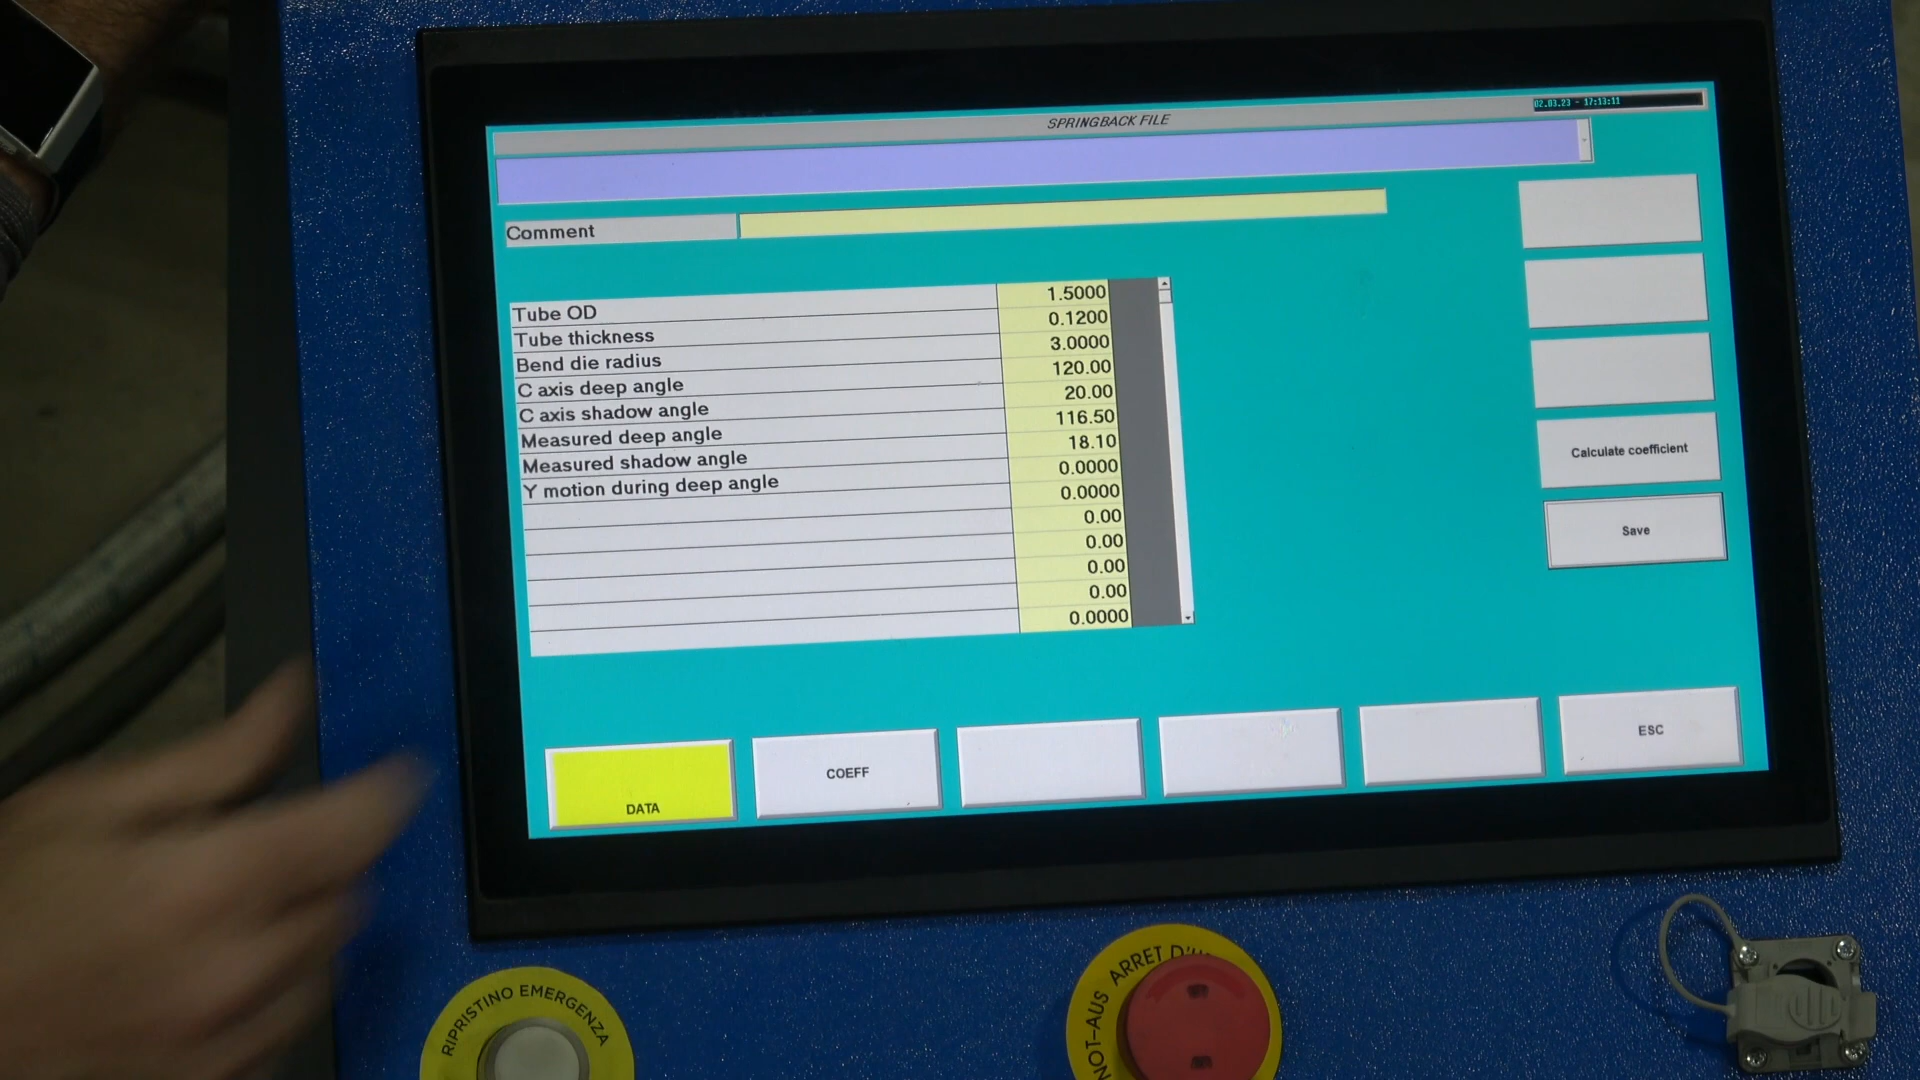 02.03.23 - 17:13:11
SPRINGBACK FILE
Comment
Tube OD 1.5000
Tube thickness 0.1200
Bend die radius 3.0000
C axis deep angle 120.00
C axis shadow angle 20.00
Measured deep angle 116.50
Measured shadow angle 18.10
Y motion during deep angle 0.0000
0.0000
0.00
0.00
0.00
0.00
0.0000
Calculate coefficient
Save
DATA
COEFF
ESC
RIPRISTINO EMERGENZA
NOT-AUS ARRET